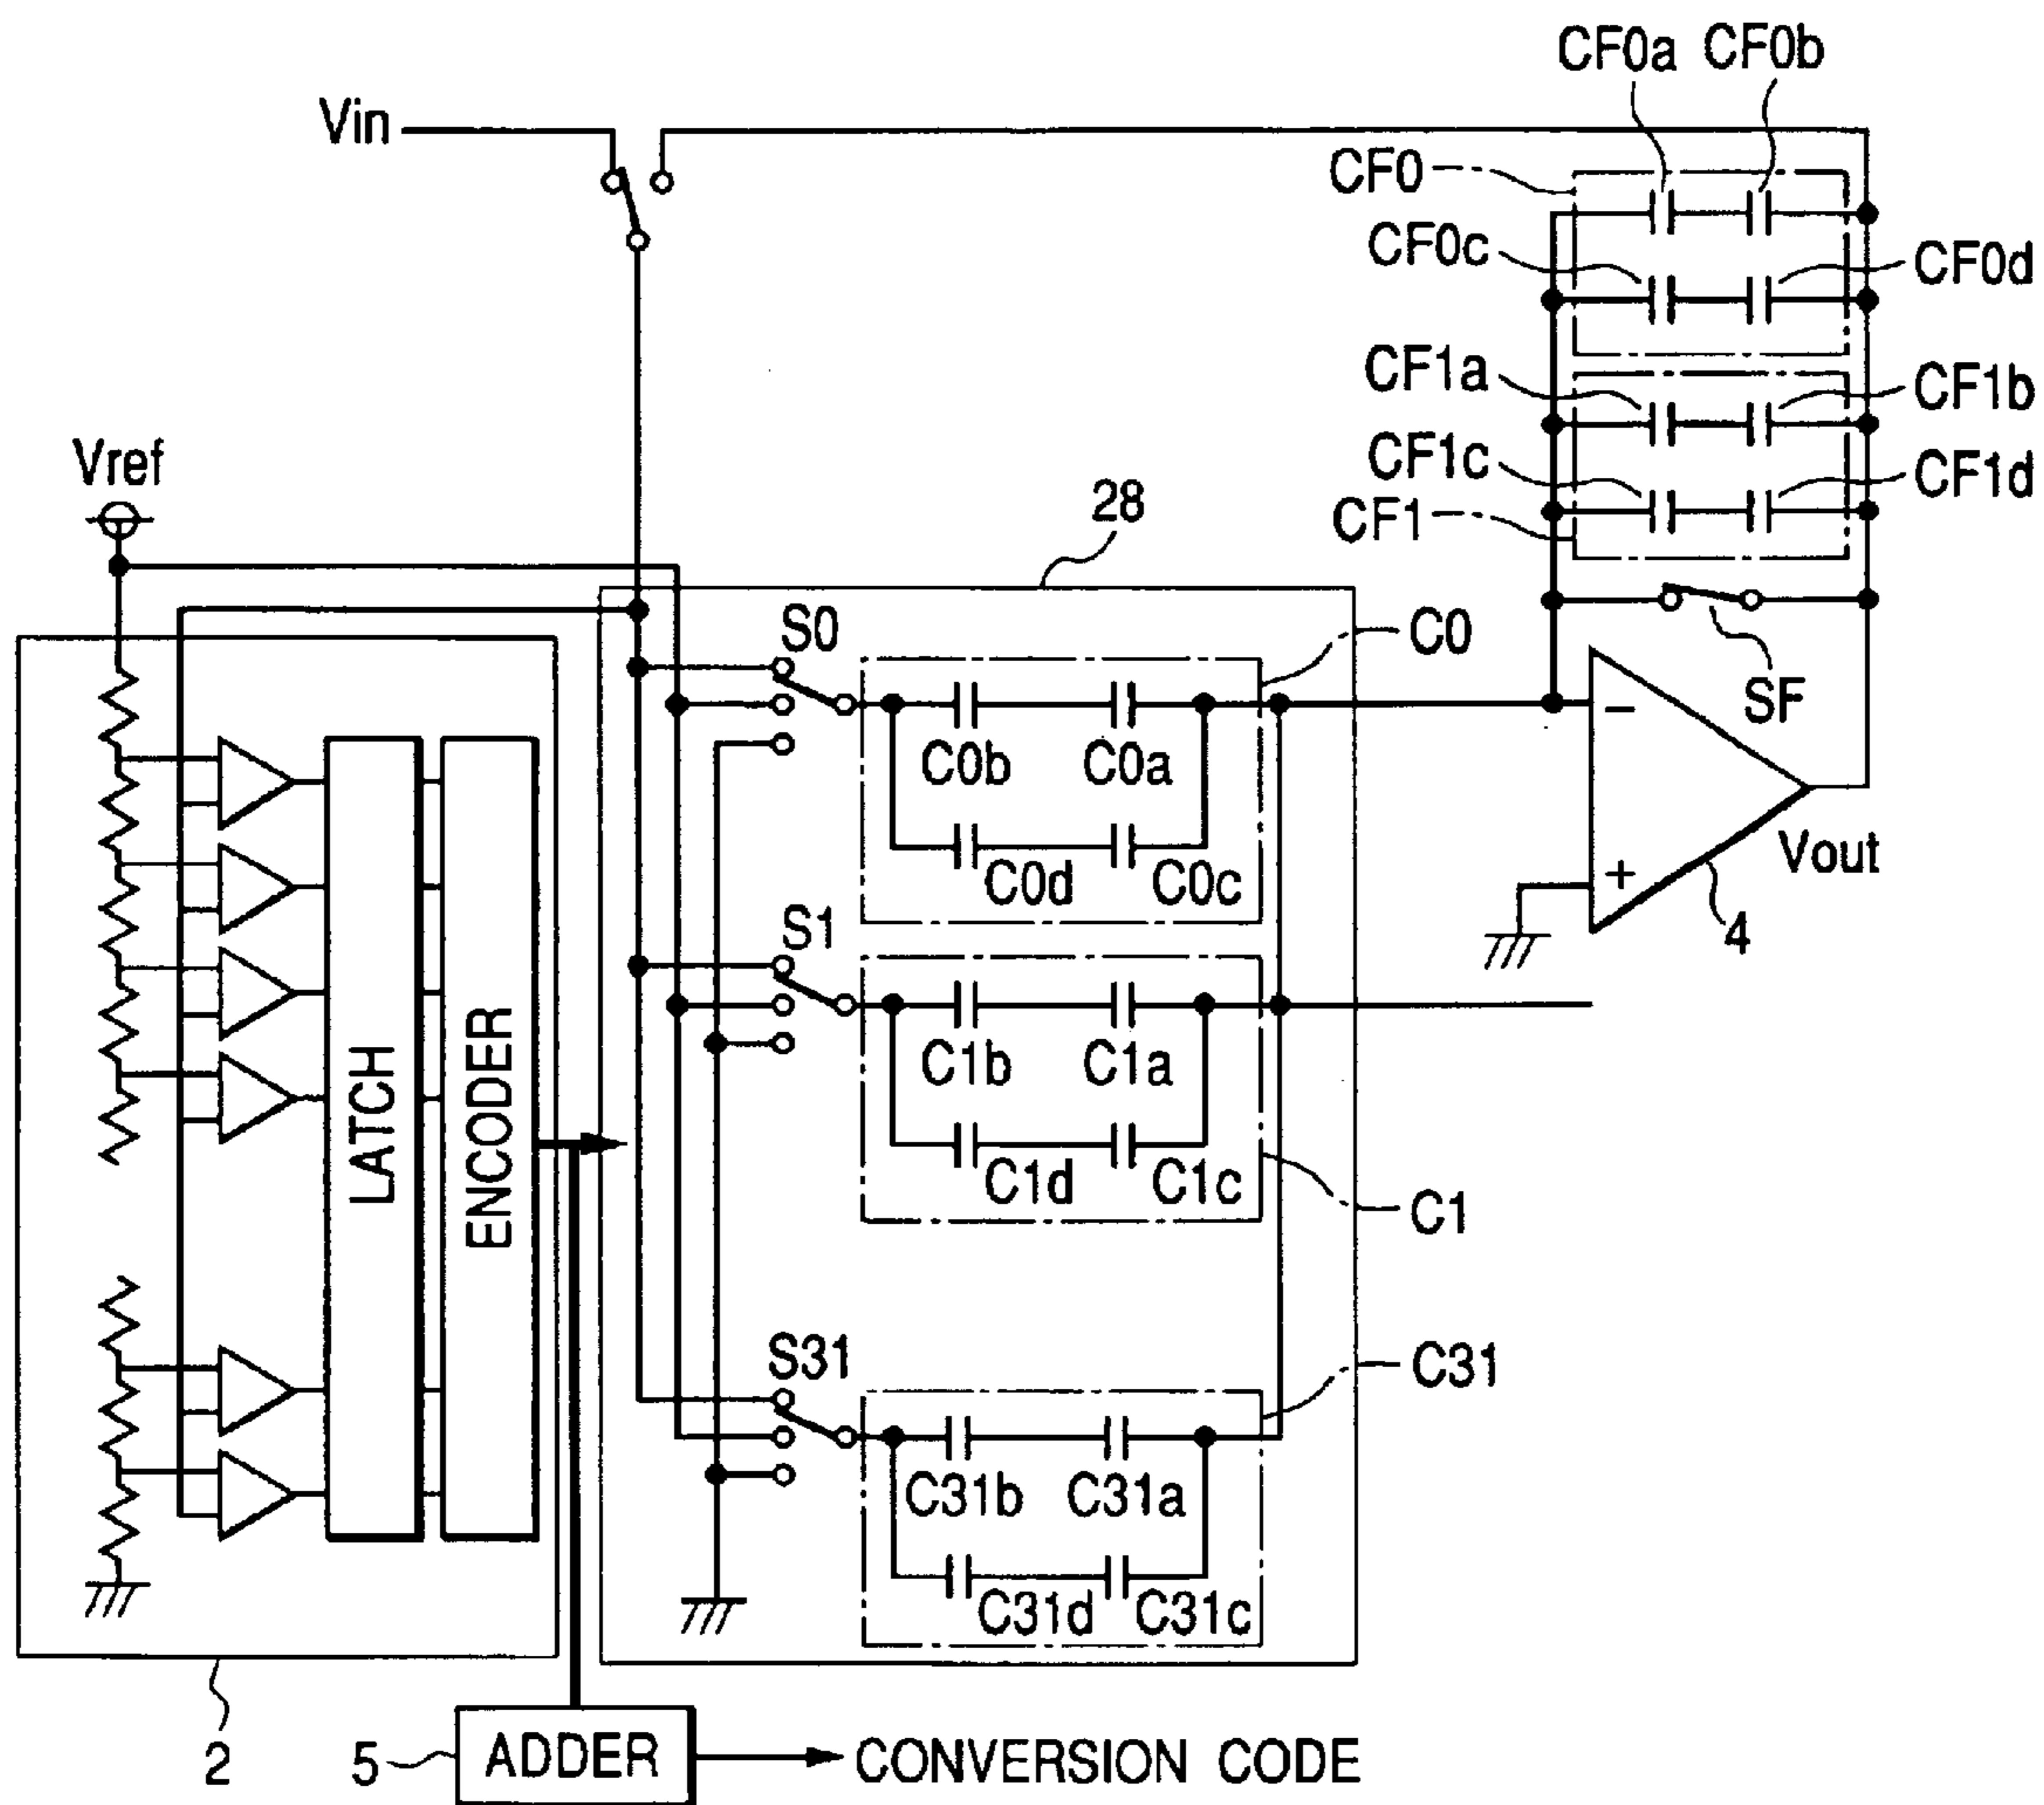 CF0a CF0b
Vin
CF0
CF0c
CF0d
CF1a
CF1b
Vref
CF1c
CF1d
28
CF1
S0
C0
SF
C0b C0a
−
Vout
C0d C0c
+
S1
4
LATCH
ENCODER
C1b C1a
C1d C1c
C1
S31
C31
C31b C31a
C31d C31c
2
5
ADDER
CONVERSION CODE